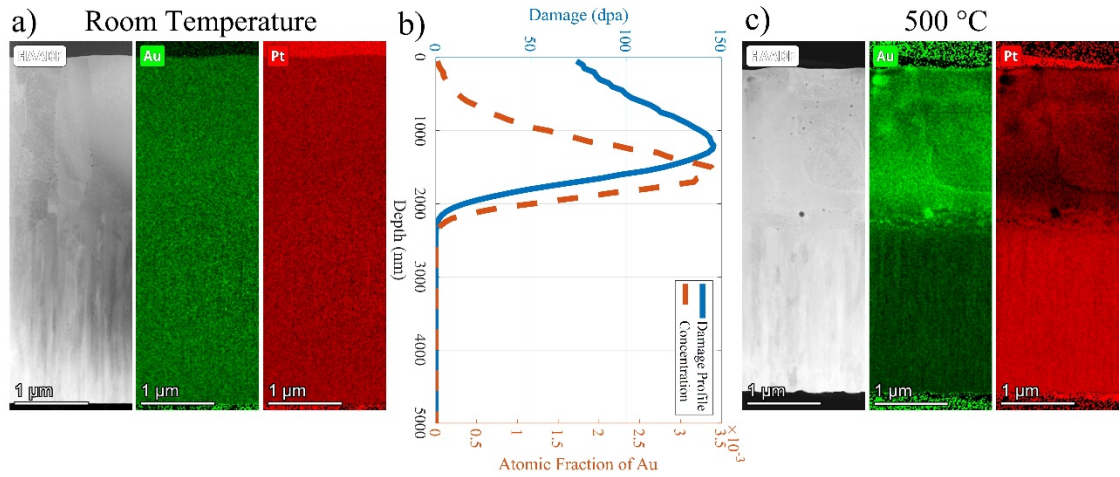 a) Room Temperature
HAADF
Au
Pt
1 µm
1 µm
1 µm
b)
Damage (dpa)
0
50
100
150
0
1000
2000
3000
4000
5000
Depth (nm)
Damage Profile
Concentration
0
0.5
1
1.5
2
2.5
3
3.5
×10⁻³
Atomic Fraction of Au
c) 500 °C
HAADF
Au
Pt
1 µm
1 µm
1 µm